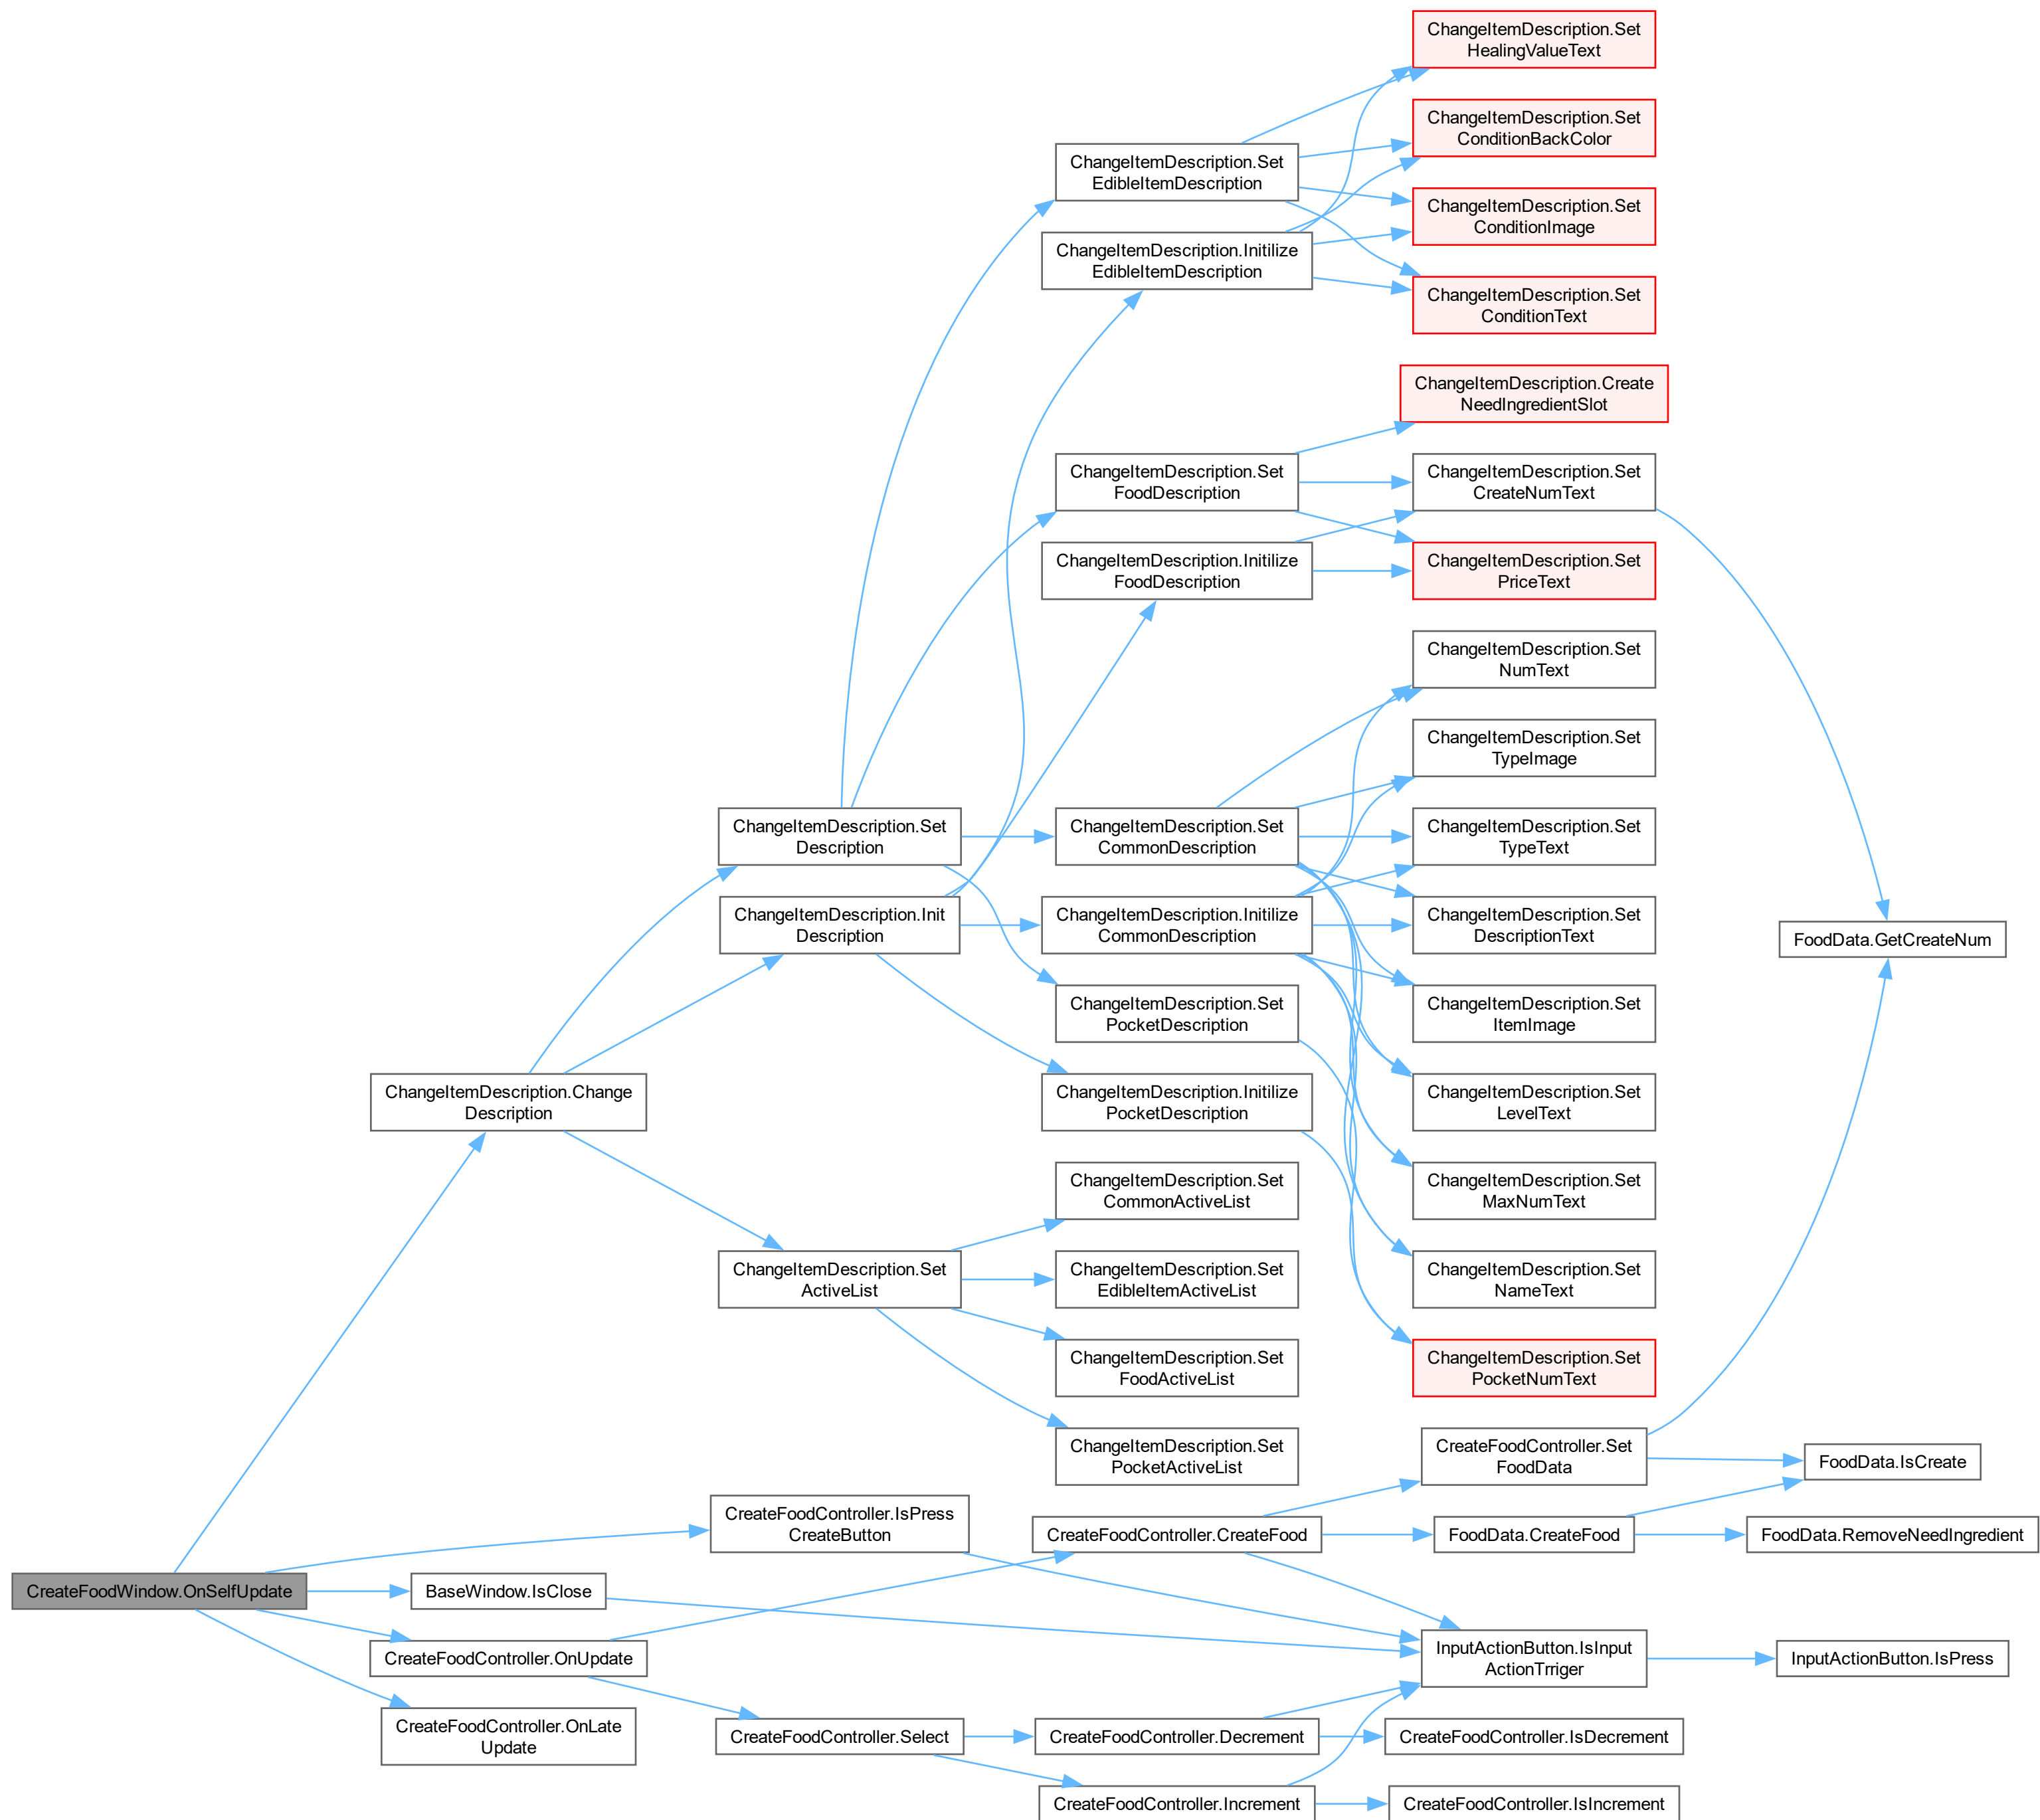 ChangeItemDescription.Set
HealingValueText
ChangeItemDescription.Set
ConditionBackColor
ChangeItemDescription.Set
EdibleItemDescription
ChangeItemDescription.Set
ConditionImage
ChangeItemDescription.Initilize
EdibleItemDescription
ChangeItemDescription.Set
ConditionText
ChangeItemDescription.Create
NeedIngredientSlot
ChangeItemDescription.Set
FoodDescription
ChangeItemDescription.Set
CreateNumText
ChangeItemDescription.Initilize
FoodDescription
ChangeItemDescription.Set
PriceText
ChangeItemDescription.Set
NumText
ChangeItemDescription.Set
TypeImage
ChangeItemDescription.Set
Description
ChangeItemDescription.Set
CommonDescription
ChangeItemDescription.Set
TypeText
ChangeItemDescription.Init
Description
ChangeItemDescription.Initilize
CommonDescription
ChangeItemDescription.Set
DescriptionText
FoodData.GetCreateNum
ChangeItemDescription.Set
PocketDescription
ChangeItemDescription.Set
ItemImage
ChangeItemDescription.Change
Description
ChangeItemDescription.Initilize
PocketDescription
ChangeItemDescription.Set
LevelText
ChangeItemDescription.Set
CommonActiveList
ChangeItemDescription.Set
MaxNumText
ChangeItemDescription.Set
ActiveList
ChangeItemDescription.Set
EdibleItemActiveList
ChangeItemDescription.Set
NameText
ChangeItemDescription.Set
FoodActiveList
ChangeItemDescription.Set
PocketNumText
ChangeItemDescription.Set
PocketActiveList
CreateFoodController.Set
FoodData
FoodData.IsCreate
CreateFoodController.IsPress
CreateButton
CreateFoodController.CreateFood
FoodData.CreateFood
FoodData.RemoveNeedIngredient
CreateFoodWindow.OnSelfUpdate
BaseWindow.IsClose
CreateFoodController.OnUpdate
InputActionButton.IsInput
ActionTrriger
InputActionButton.IsPress
CreateFoodController.OnLate
Update
CreateFoodController.Select
CreateFoodController.Decrement
CreateFoodController.IsDecrement
CreateFoodController.Increment
CreateFoodController.IsIncrement